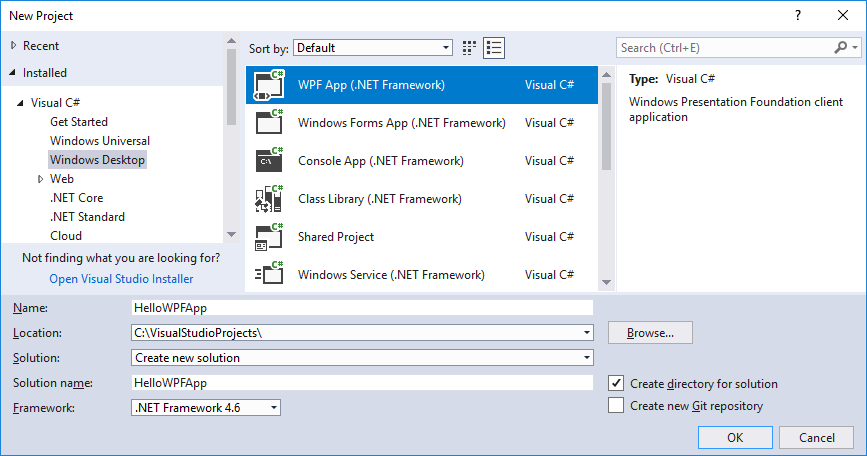 New Project
Recent
Installed
Visual C#
Get Started
Windows Universal
Windows Desktop
Web
.NET Core
.NET Standard
Cloud
Not finding what you are looking for?
Open Visual Studio Installer
Sort by: Default
C# WPF App (.NET Framework) Visual C#
C# Windows Forms App (.NET Framework) Visual C#
C# C:\ Console App (.NET Framework) Visual C#
C# Class Library (.NET Framework) Visual C#
C# Shared Project Visual C#
C# Windows Service (.NET Framework) Visual C#
Search (Ctrl+E)
Type: Visual C#
Windows Presentation Foundation client
application
Name: HelloWPFApp
Location: C:\VisualStudioProjects\ Browse...
Solution: Create new solution
Solution name: HelloWPFApp Create directory for solution
Framework: .NET Framework 4.6 Create new Git repository
OK Cancel